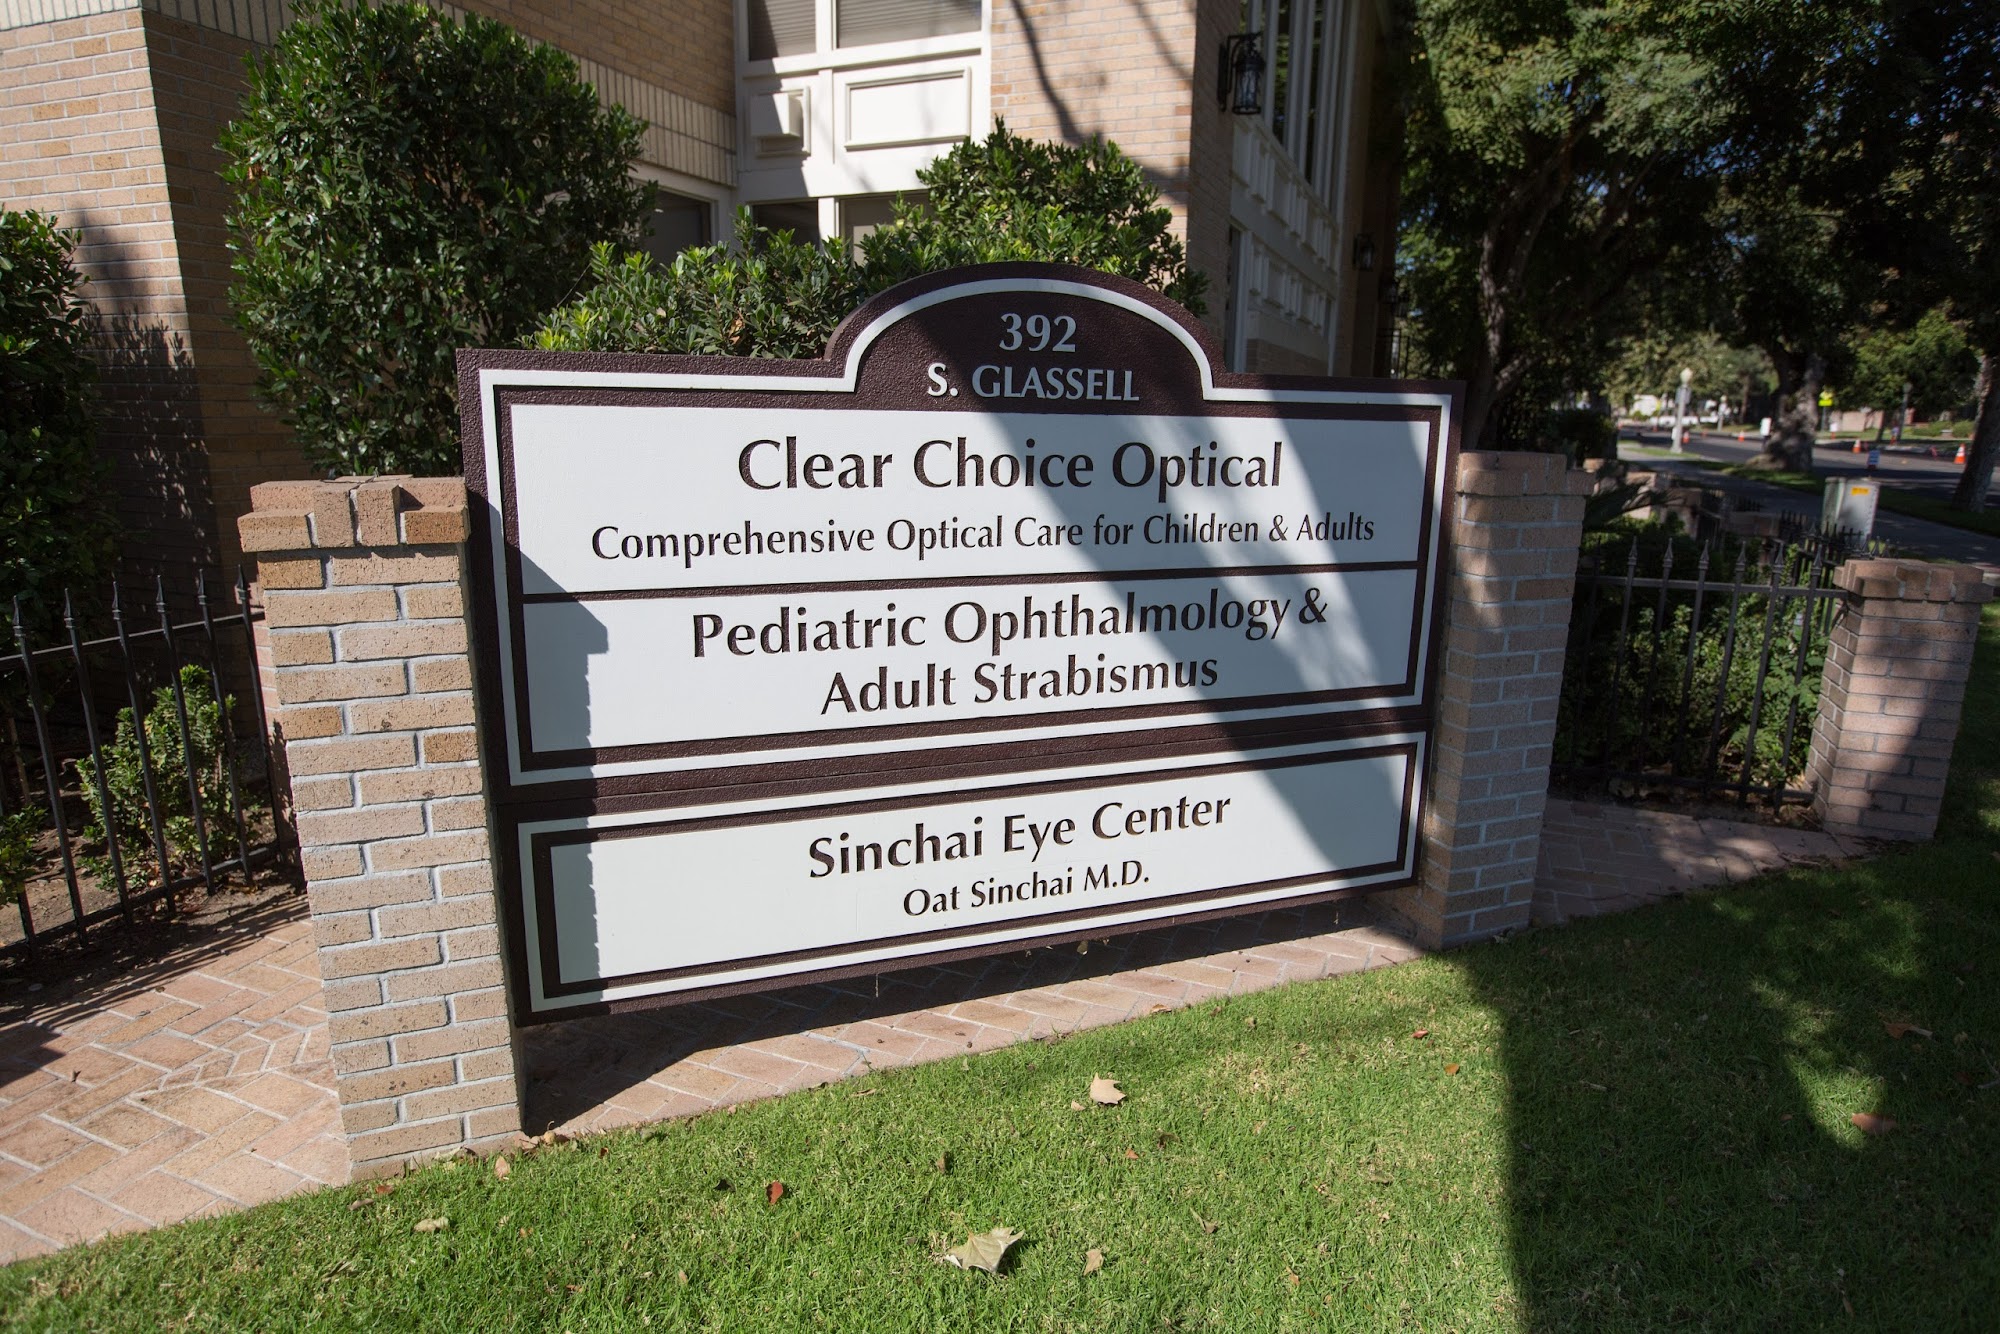 392
S. GLASSELL
Clear Choice Optical
Comprehensive Optical Care for Children & Adults
Pediatric Ophthalmology &
Adult Strabismus
Sinchai Eye Center
Oat Sinchai M.D.